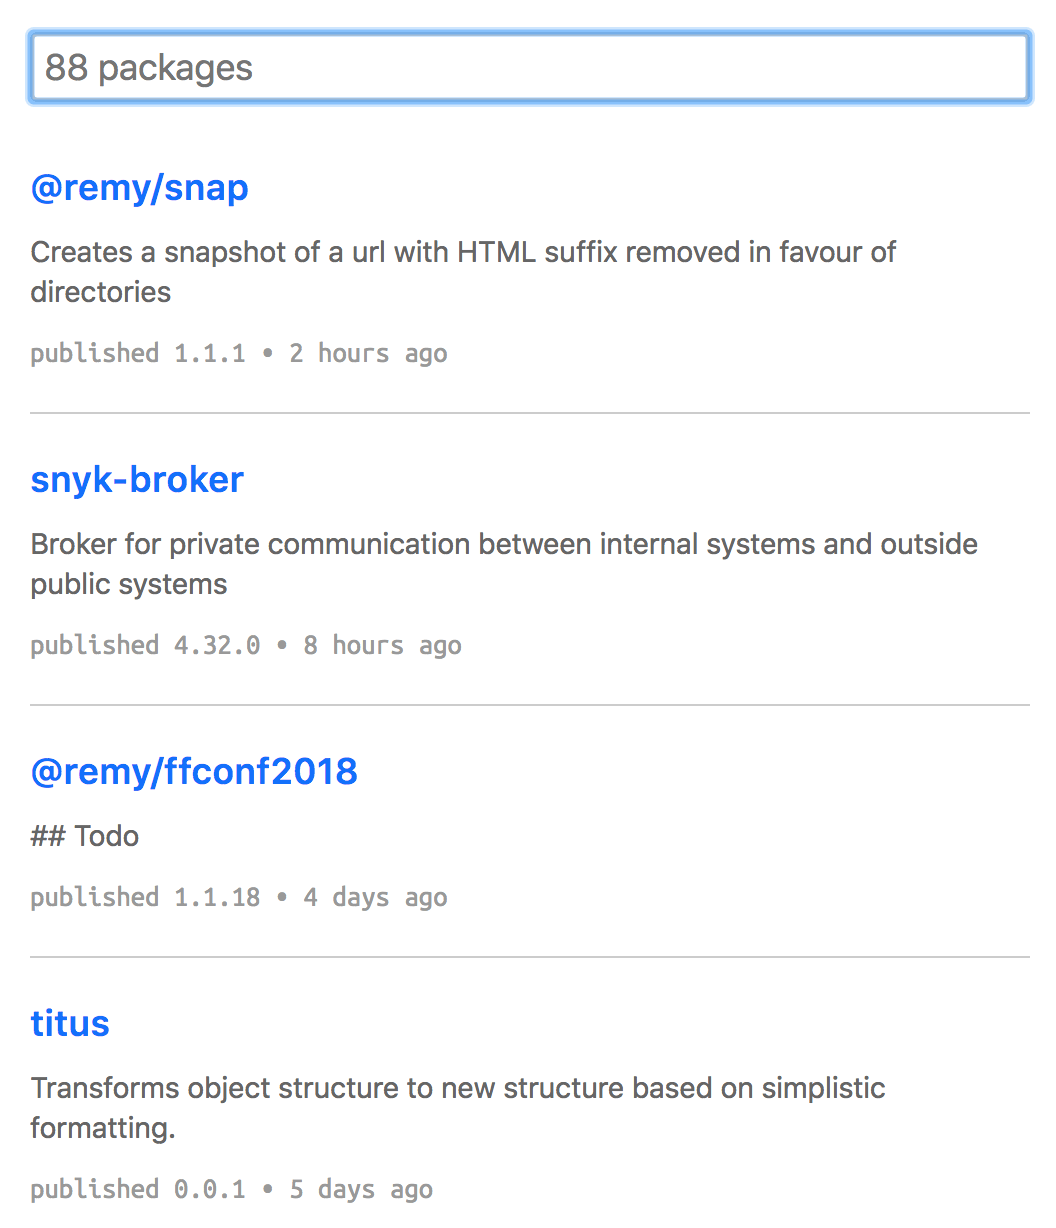 88 packages
@remy/snap
Creates a snapshot of a url with HTML suffix removed in favour of
directories
published 1.1.1 • 2 hours ago
snyk-broker
Broker for private communication between internal systems and outside
public systems
published 4.32.0 • 8 hours ago
@remy/ffconf2018
## Todo
published 1.1.18 • 4 days ago
titus
Transforms object structure to new structure based on simplistic
formatting.
published 0.0.1 • 5 days ago